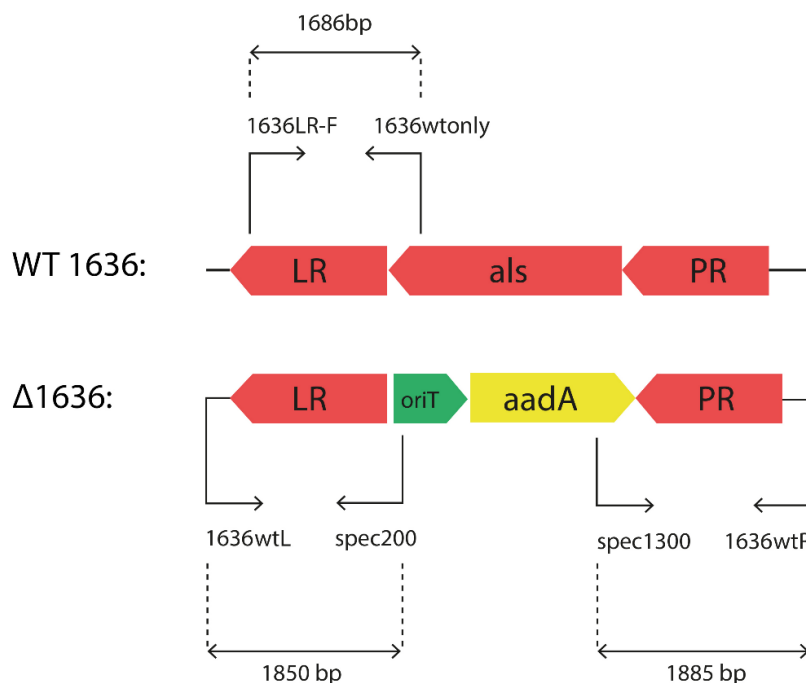 1686bp
1636LR-F 1636wtonly
WT 1636: LR als PR
Δ1636: LR oriT aadA PR
1636wtL spec200 spec1300
1850 bp 1885 bp